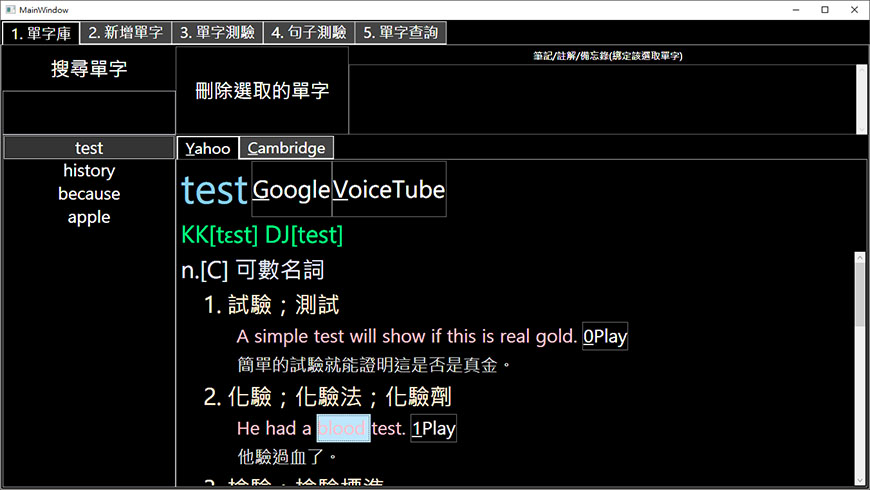 MainWindow
1. 單字庫 2. 新增單字 3. 單字測驗 4. 句子測驗 5. 單字查詢
搜尋單字
刪除選取的單字
筆記/註解/備忘錄(綁定該選取單字)
test
history
because
apple
Yahoo Cambridge
test Google VoiceTube
KK[tɛst] DJ[test]
n.[C] 可數名詞
1. 試驗；測試
A simple test will show if this is real gold. 0Play
簡單的試驗就能證明這是否是真金。
2. 化驗；化驗法；化驗劑
He had a blood test. 1Play
他驗過血了。
3. 檢驗；檢驗標準